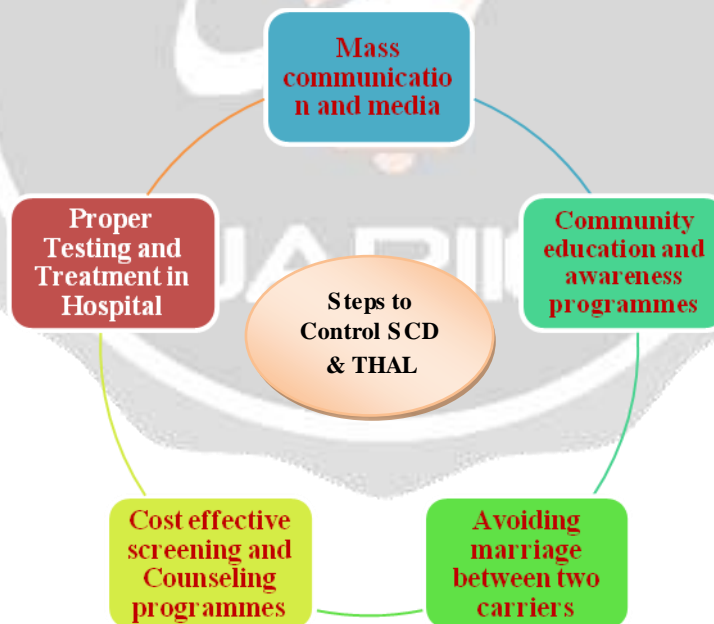 Mass
communicatio
n and media
Proper
Testing and
Treatment in
Hospital
Community
education and
awareness
programmes
Steps to
Control SCD
& THAL
Cost effective
screening and
Counseling
programmes
Avoiding
marriage
between two
carriers